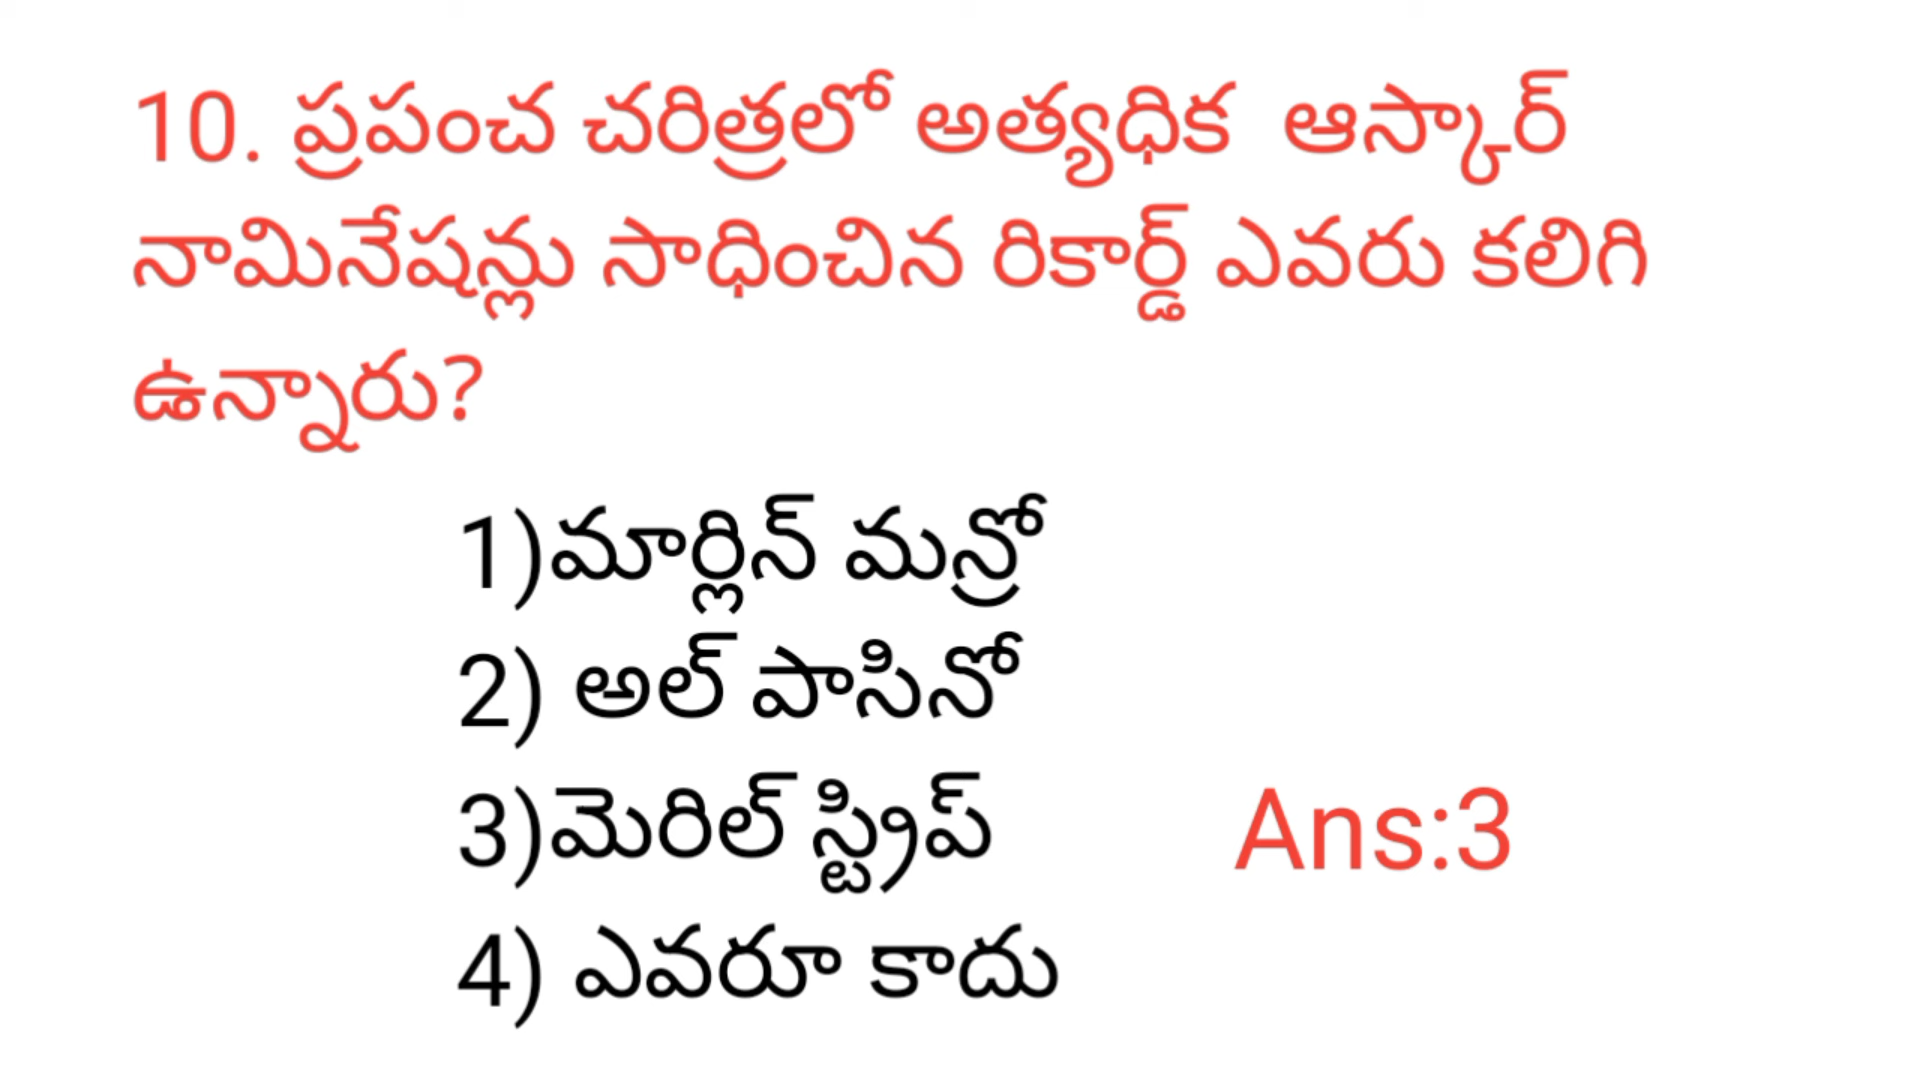 10. ప్రపంచ చరిత్రలో అత్యధిక ఆస్కార్
నామినేషన్లు సాధించిన రికార్డ్ ఎవరు కలిగి
ఉన్నారు?
1)మార్లిన్ మన్రో
2) అల్ పాసినో
3)మెరిల్ స్ట్రిప్ Ans:3
4) ఎవరూ కాదు